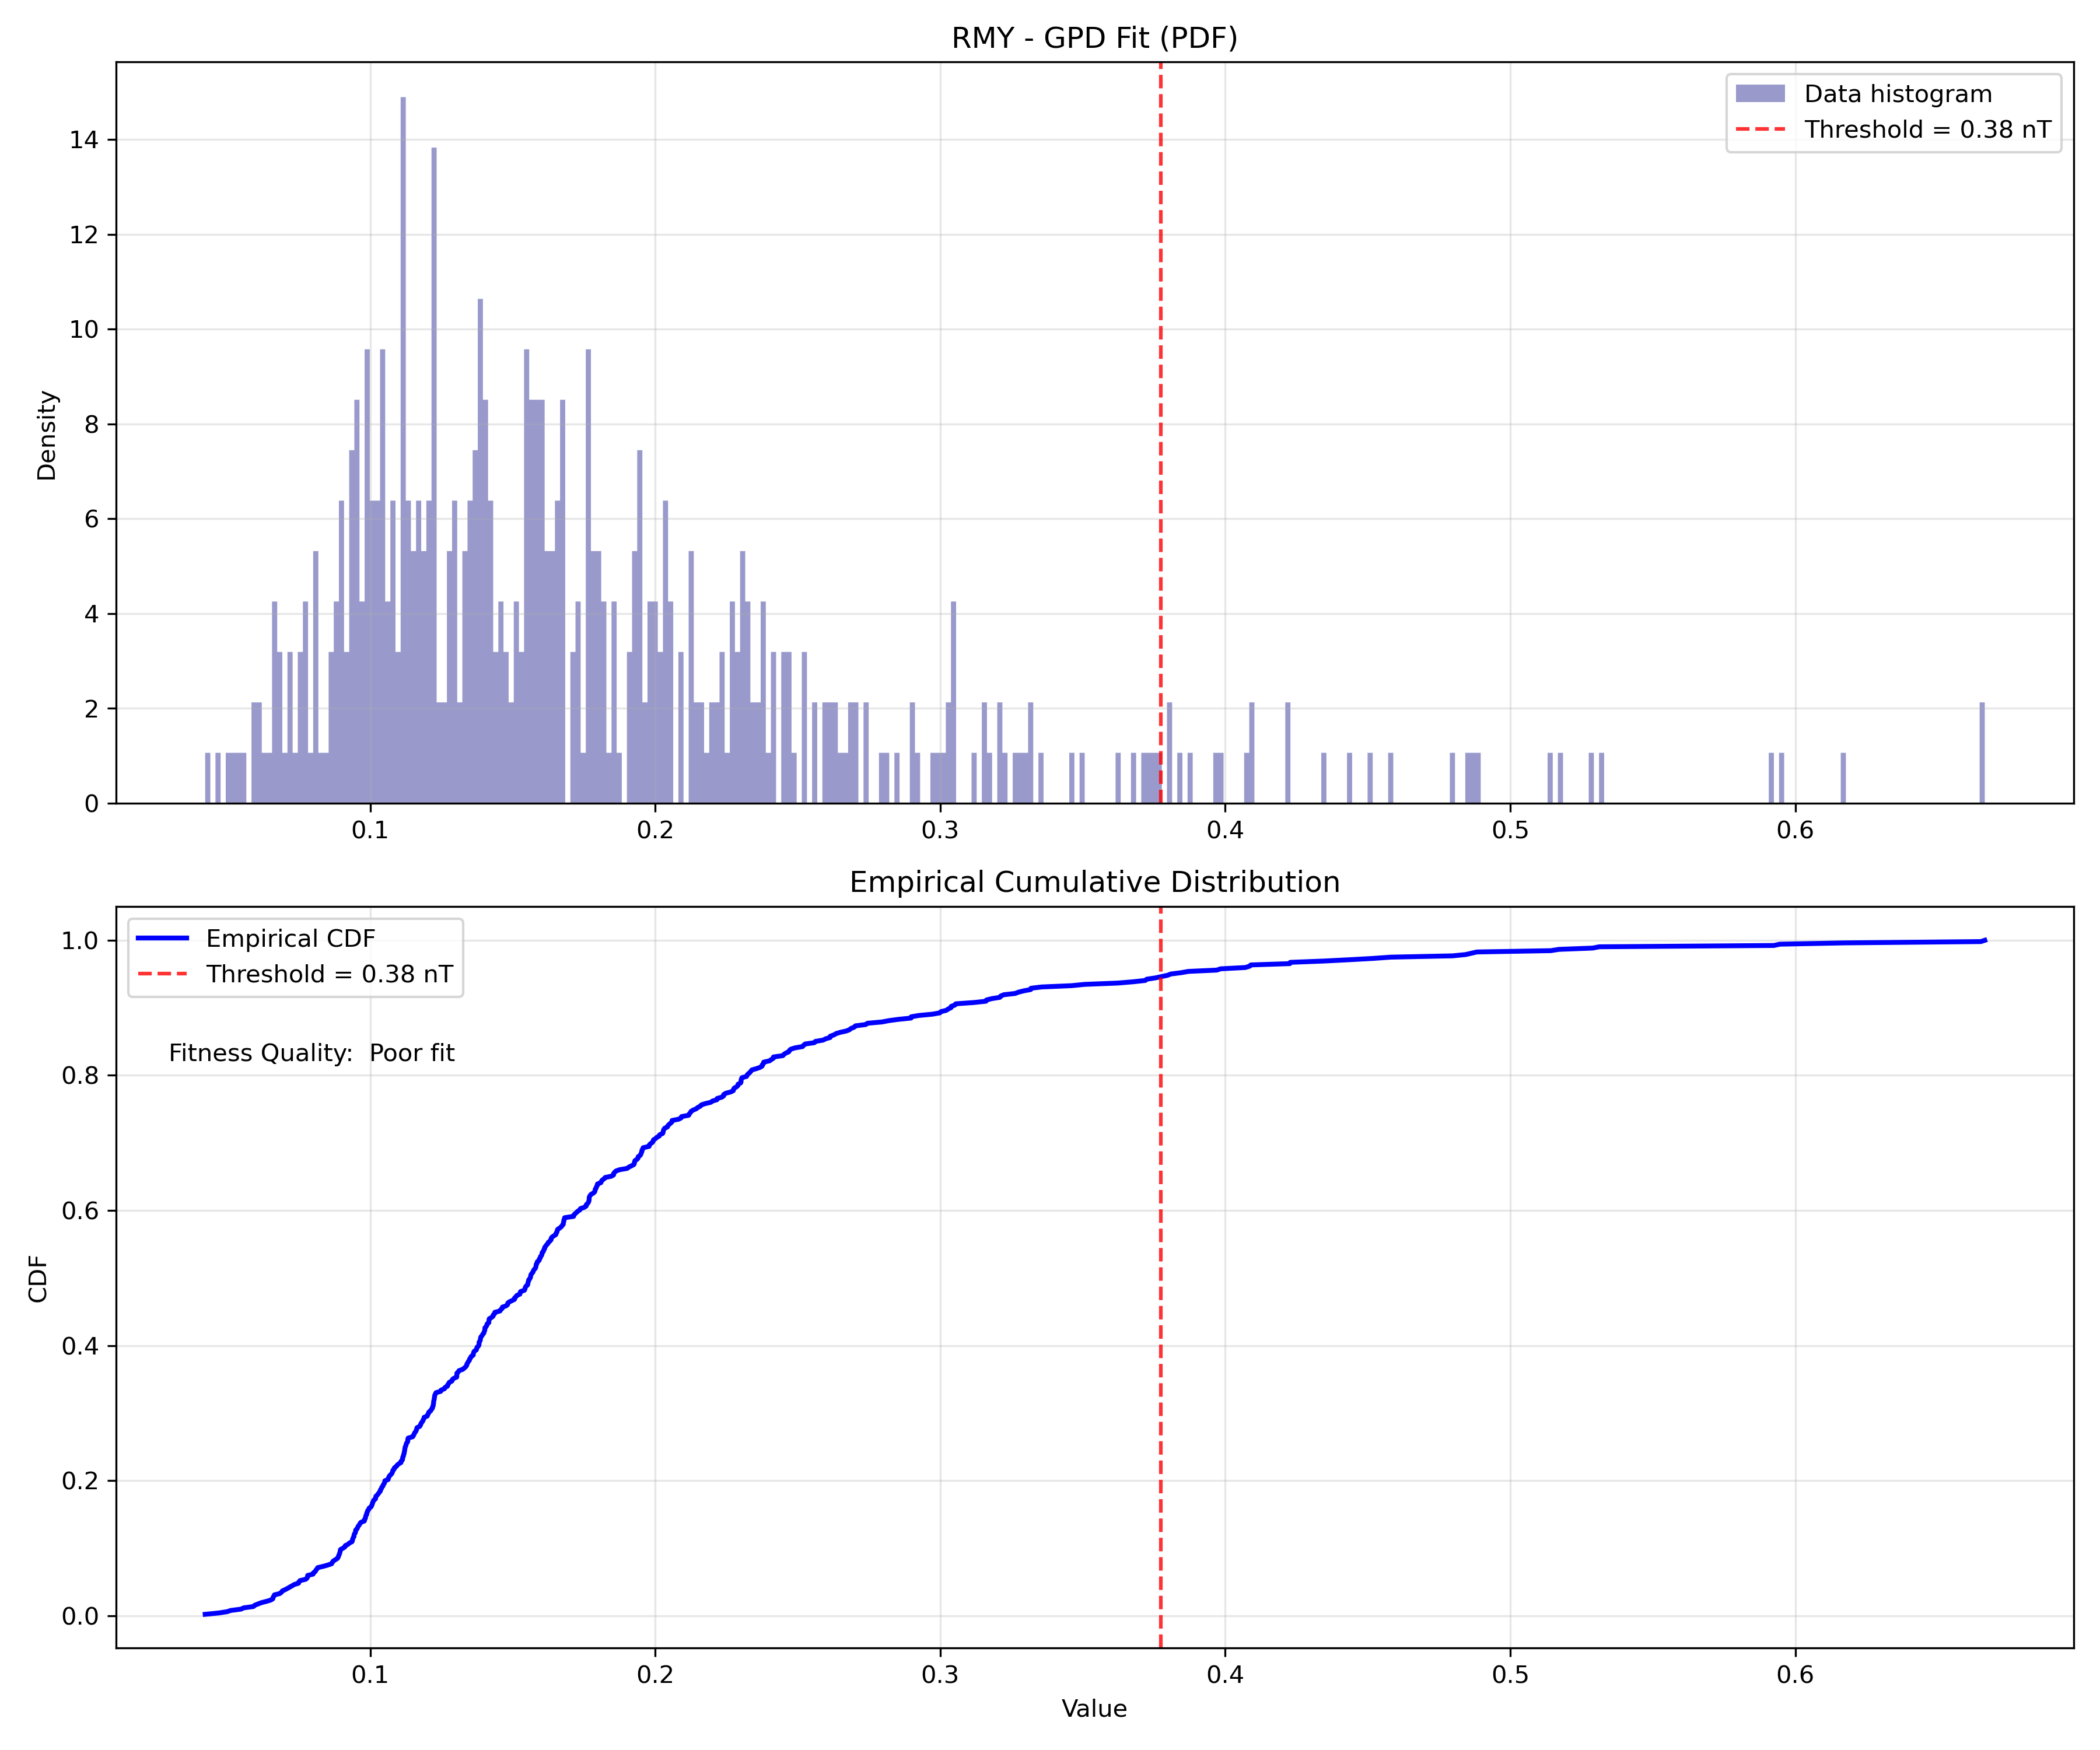 RMY - GPD Fit (PDF)
Data histogram
Threshold = 0.38 nT
Density
14
12
10
8
6
4
2
0
0.1 0.2 0.3 0.4 0.5 0.6
Empirical Cumulative Distribution
Empirical CDF
Threshold = 0.38 nT
Fitness Quality: Poor fit
CDF
1.0
0.8
0.6
0.4
0.2
0.0
0.1 0.2 0.3 0.4 0.5 0.6
Value